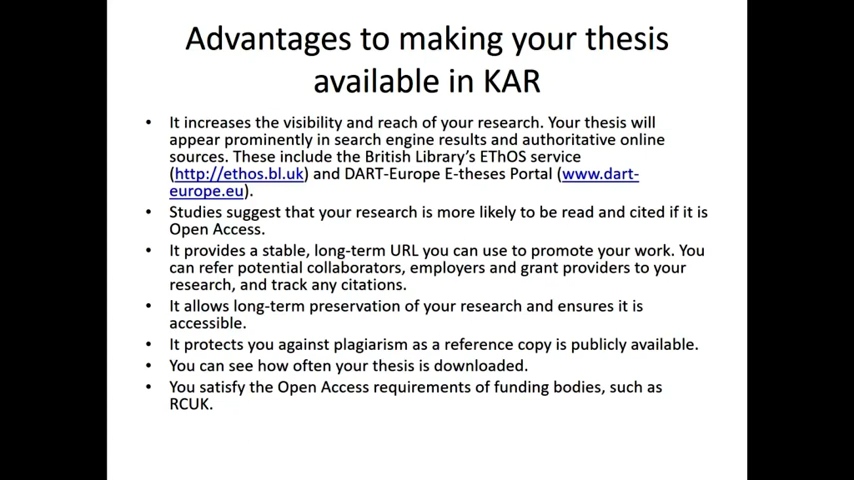 Advantages to making your thesis
available in KAR
• It increases the visibility and reach of your research. Your thesis will
appear prominently in search engine results and authoritative online
sources. These include the British Library's EThOS service
(http://ethos.bl.uk) and DART-Europe E-theses Portal (www.dart-
europe.eu).
• Studies suggest that your research is more likely to be read and cited if it is
Open Access.
• It provides a stable, long-term URL you can use to promote your work. You
can refer potential collaborators, employers and grant providers to your
research, and track any citations.
• It allows long-term preservation of your research and ensures it is
accessible.
• It protects you against plagiarism as a reference copy is publicly available.
• You can see how often your thesis is downloaded.
• You satisfy the Open Access requirements of funding bodies, such as
RCUK.